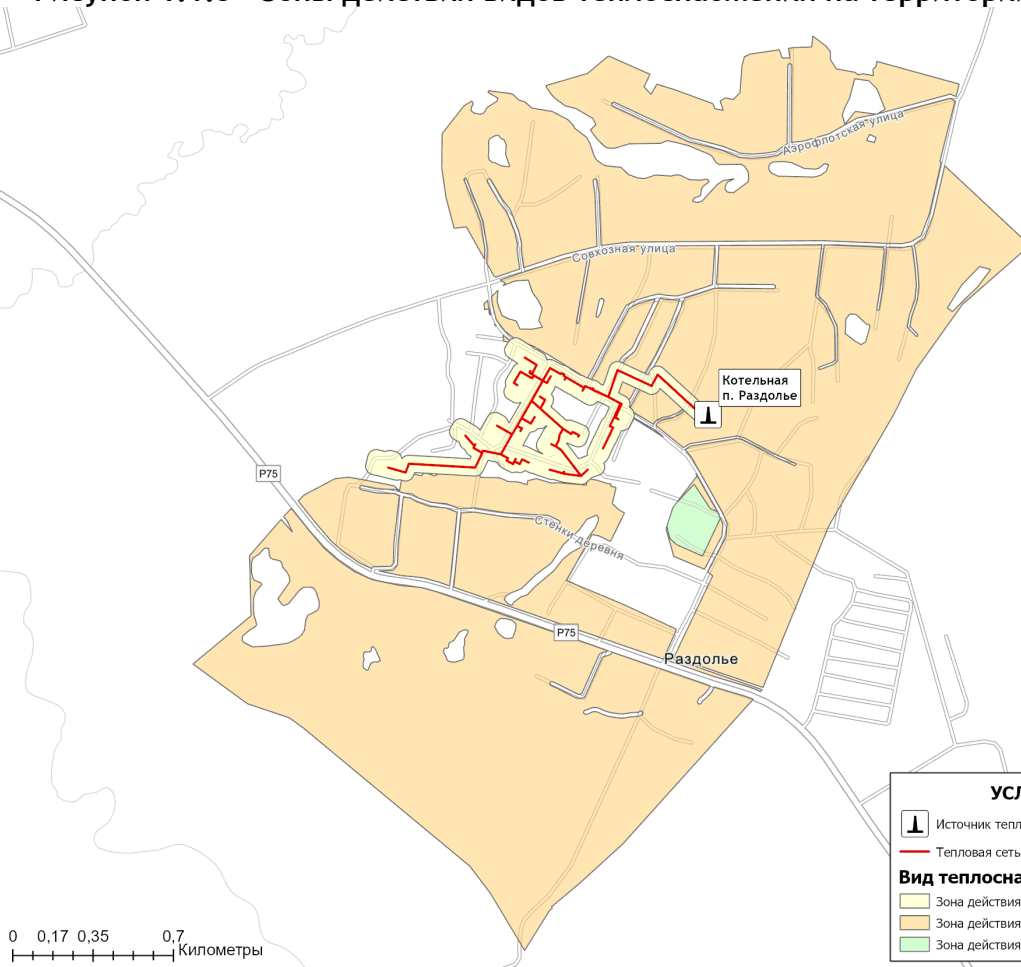 Аэрофлотская улица
Совхозная улица
Котельная
п. Раздолье
Р75
Стенки деревня
Р75
Раздолье
УСЛ
Источник тепл
Тепловая сеть
Вид теплосна
Зона действия
Зона действия
Зона действия
0 0,17 0,35 0,7
Километры